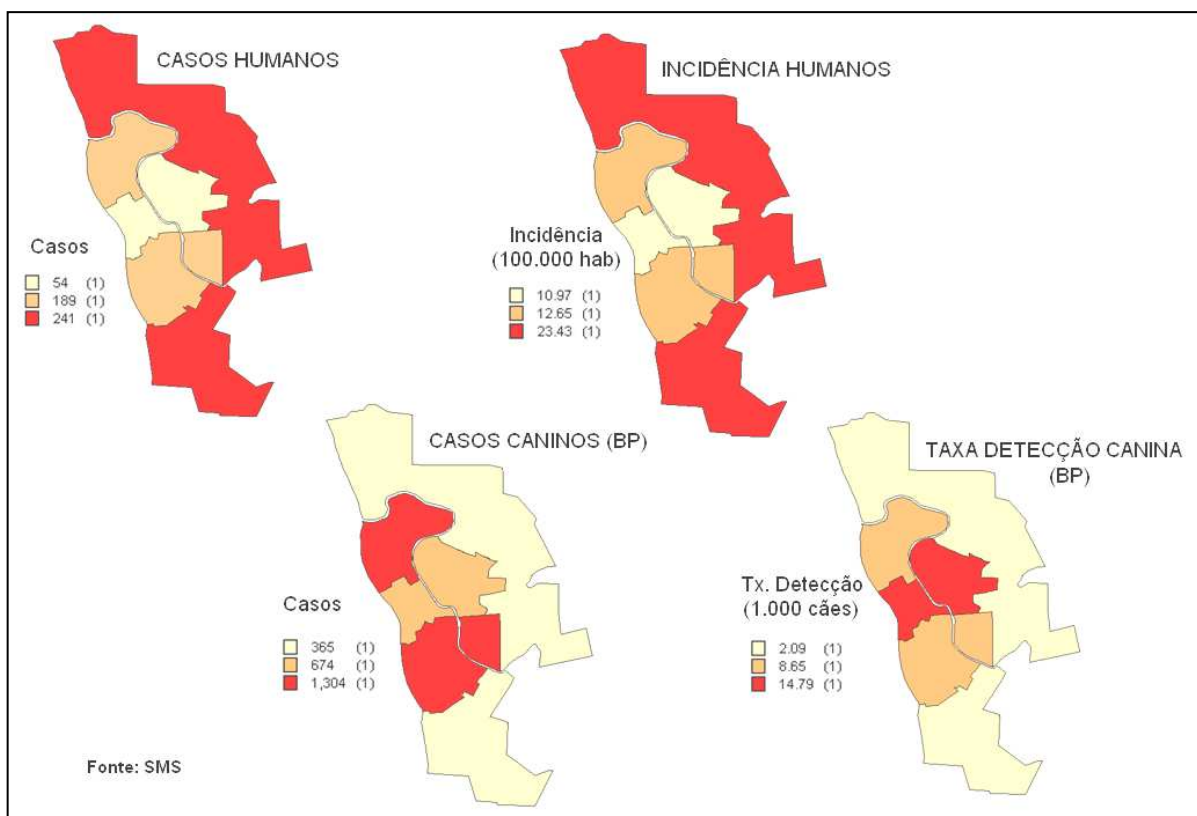 CASOS HUMANOS
Casos
54 (1)
189 (1)
241 (1)
INCIDÊNCIA HUMANOS
Incidência
(100.000 hab)
10.97 (1)
12.65 (1)
23.43 (1)
CASOS CANINOS (BP)
Casos
365 (1)
674 (1)
1,304 (1)
TAXA DETECÇÃO CANINA
(BP)
Tx. Detecção
(1.000 cães)
2.09 (1)
8.65 (1)
14.79 (1)
Fonte: SMS